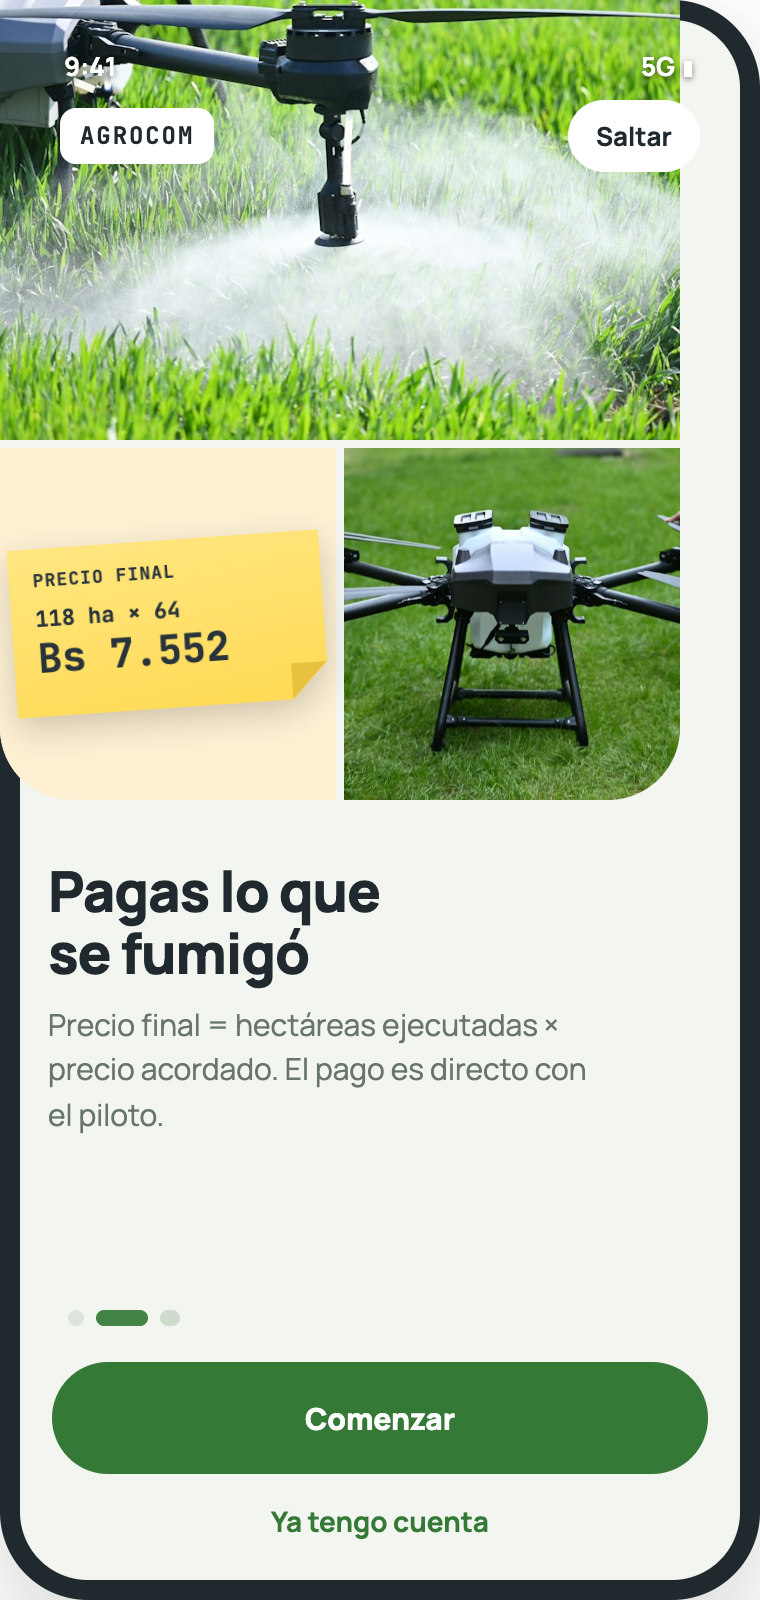 9:41
5G
AGROCOM
Saltar
PRECIO FINAL
118 ha × 64
Bs 7.552
Pagas lo que
se fumigó
Precio final = hectáreas ejecutadas ×
precio acordado. El pago es directo con
el piloto.
Comenzar
Ya tengo cuenta